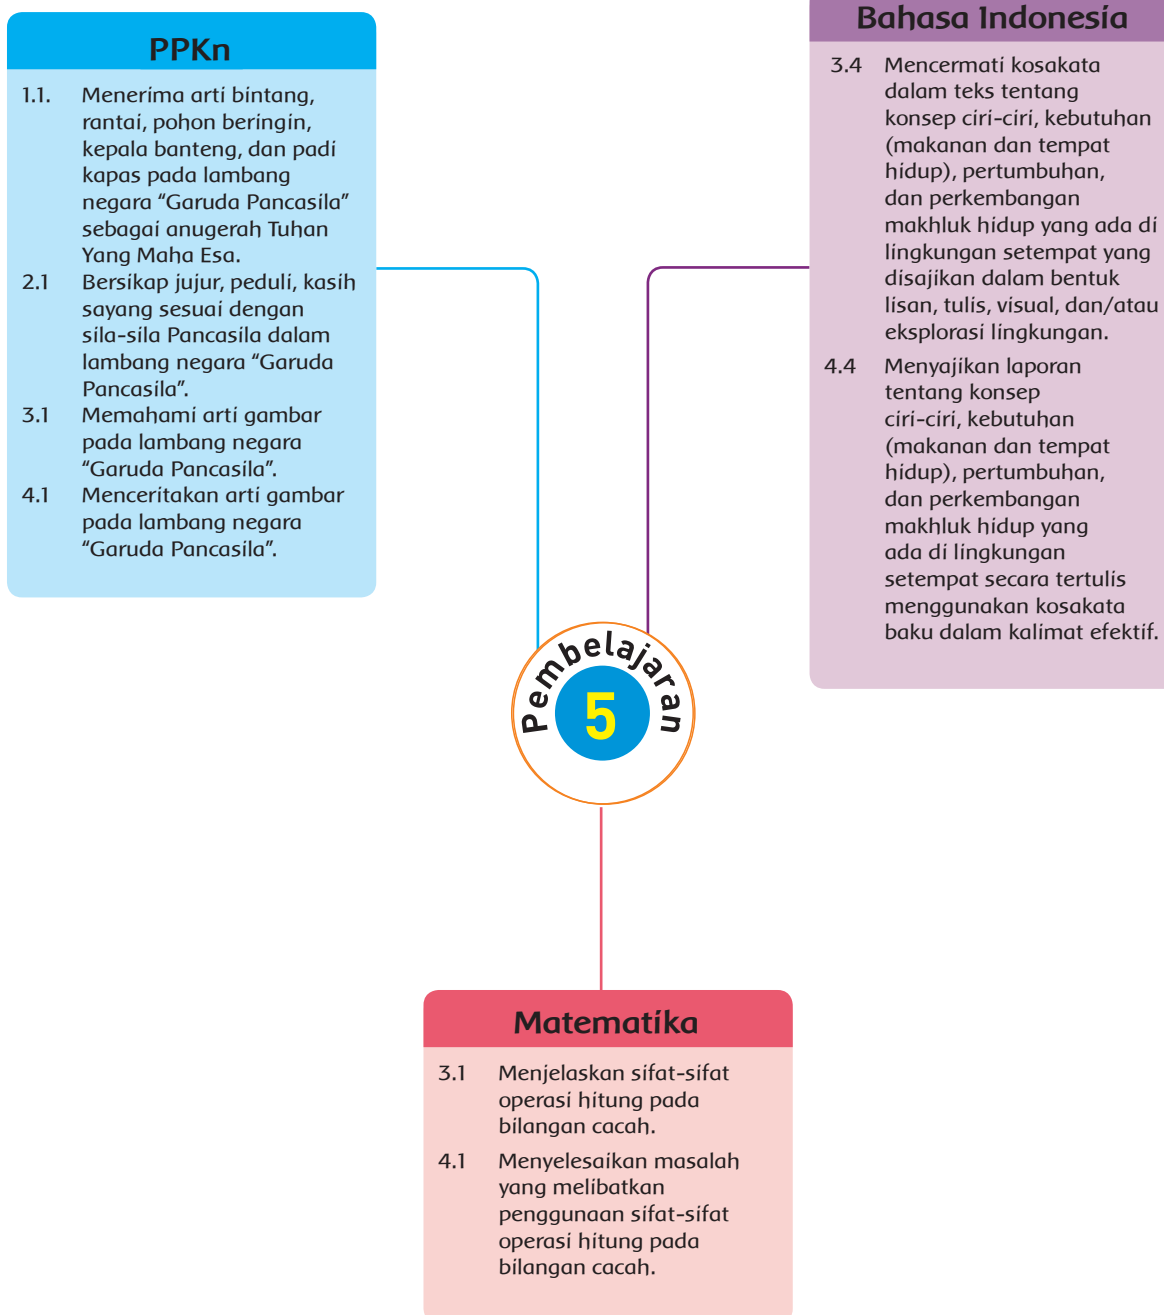 PPKn
1.1. Menerima arti bintang,
rantai, pohon beringin,
kepala banteng, dan padi
kapas pada lambang
negara “Garuda Pancasila”
sebagai anugerah Tuhan
Yang Maha Esa.
2.1 Bersikap jujur, peduli, kasih
sayang sesuai dengan
sila-sila Pancasila dalam
lambang negara “Garuda
Pancasila”.
3.1 Memahami arti gambar
pada lambang negara
“Garuda Pancasila”.
4.1 Menceritakan arti gambar
pada lambang negara
“Garuda Pancasila”.
Bahasa Indonesia
3.4 Mencermati kosakata
dalam teks tentang
konsep ciri-ciri, kebutuhan
(makanan dan tempat
hidup), pertumbuhan,
dan perkembangan
makhluk hidup yang ada di
lingkungan setempat yang
disajikan dalam bentuk
lisan, tulis, visual, dan/atau
eksplorasi lingkungan.
4.4 Menyajikan laporan
tentang konsep
ciri-ciri, kebutuhan
(makanan dan tempat
hidup), pertumbuhan,
dan perkembangan
makhluk hidup yang
ada di lingkungan
setempat secara tertulis
menggunakan kosakata
baku dalam kalimat efektif.
Pembelajaran
5
Matematika
3.1 Menjelaskan sifat-sifat
operasi hitung pada
bilangan cacah.
4.1 Menyelesaikan masalah
yang melibatkan
penggunaan sifat-sifat
operasi hitung pada
bilangan cacah.